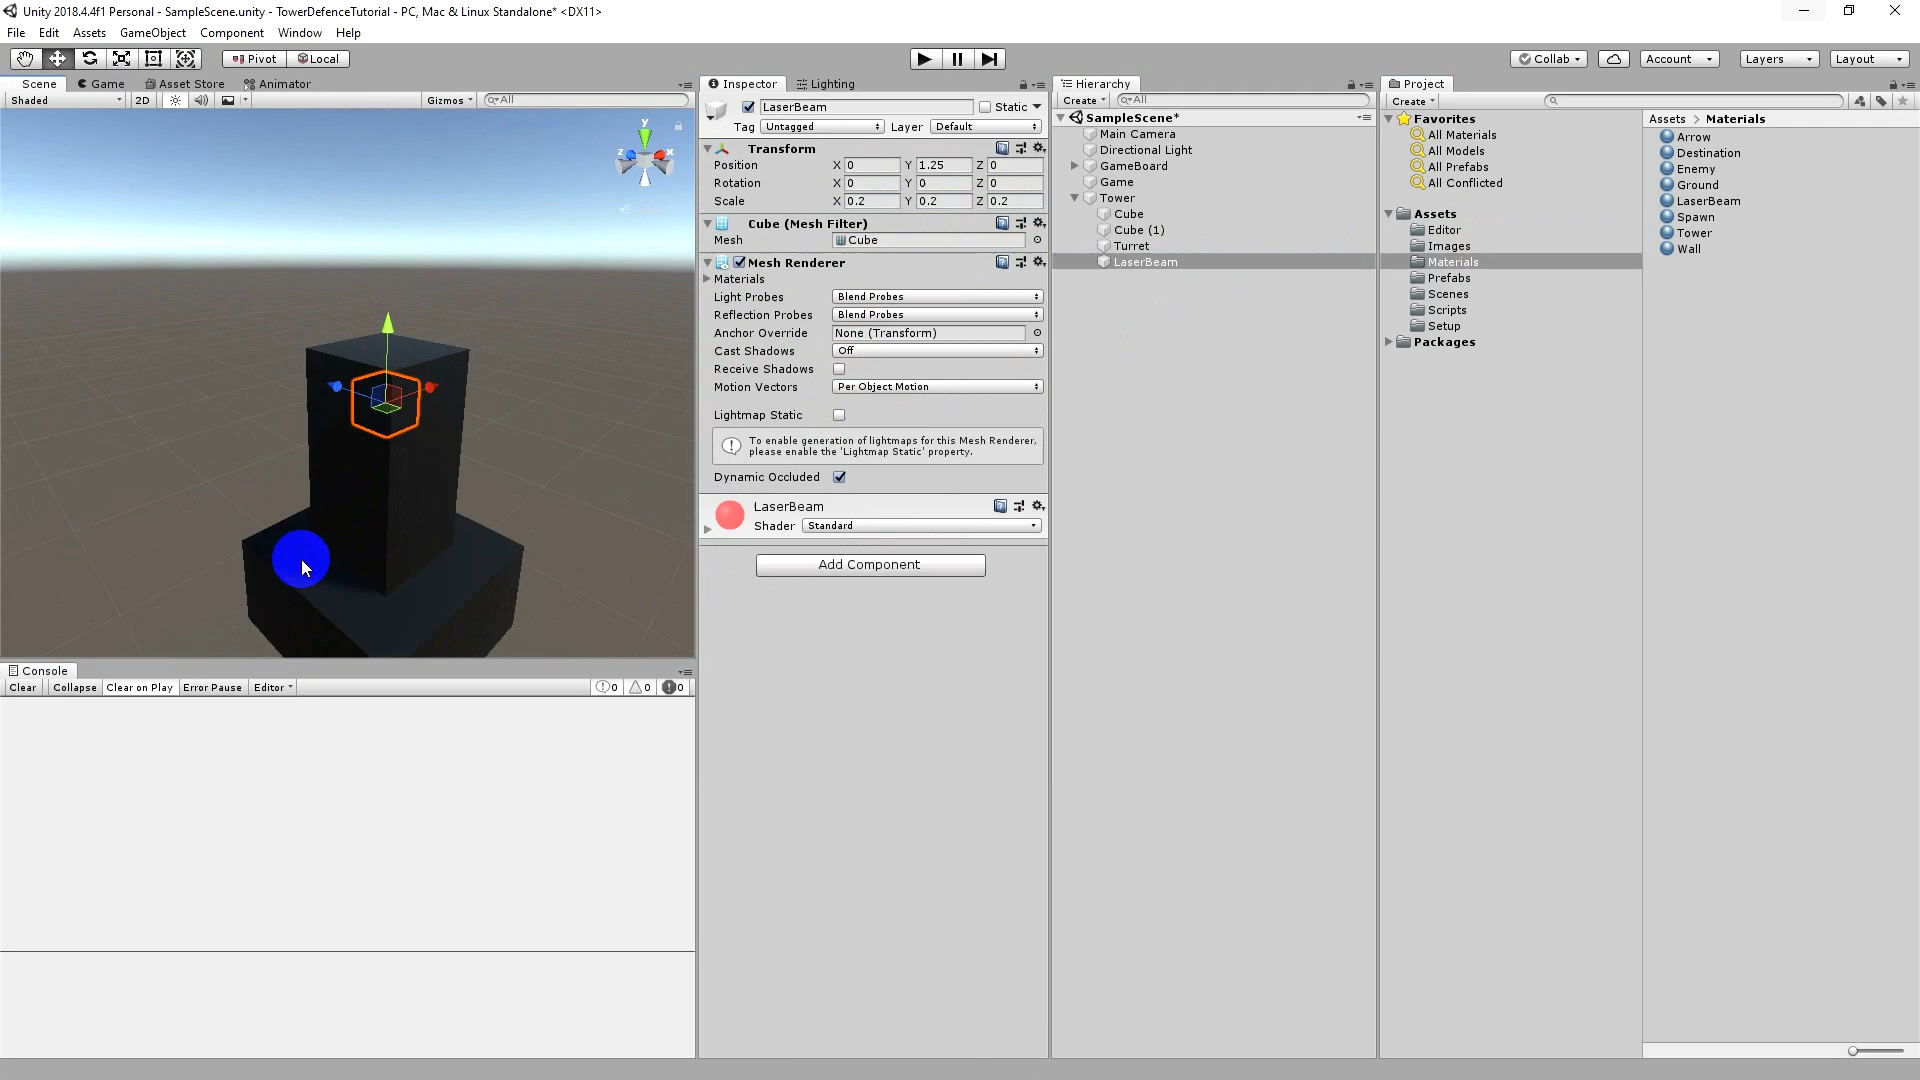 Unity 2018.4.4f1 Personal - SampleScene.unity - TowerDefenceTutorial - PC, Mac & Linux Standalone* <DX11>
File Edit Assets GameObject Component Window Help
Pivot Local
Collab Account Layers Layout
Scene Game Asset Store Animator
Shaded 2D Gizmos All
y
z x
Console
Clear Collapse Clear on Play Error Pause Editor 0 0 0
Inspector Lighting
LaserBeam Static
Tag Untagged Layer Default
Transform
Position X 0 Y 1.25 Z 0
Rotation X 0 Y 0 Z 0
Scale X 0.2 Y 0.2 Z 0.2
Cube (Mesh Filter)
Mesh Cube
Mesh Renderer
Materials
Light Probes Blend Probes
Reflection Probes Blend Probes
Anchor Override None (Transform)
Cast Shadows Off
Receive Shadows
Motion Vectors Per Object Motion
Lightmap Static
To enable generation of lightmaps for this Mesh Renderer,
please enable the 'Lightmap Static' property.
Dynamic Occluded
LaserBeam
Shader Standard
Add Component
Hierarchy
Create All
SampleScene*
Main Camera
Directional Light
GameBoard
Game
Tower
Cube
Cube (1)
Turret
LaserBeam
Project
Create
Favorites
All Materials
All Models
All Prefabs
All Conflicted
Assets
Editor
Images
Materials
Prefabs
Scenes
Scripts
Setup
Packages
Assets > Materials
Arrow
Destination
Enemy
Ground
LaserBeam
Spawn
Tower
Wall